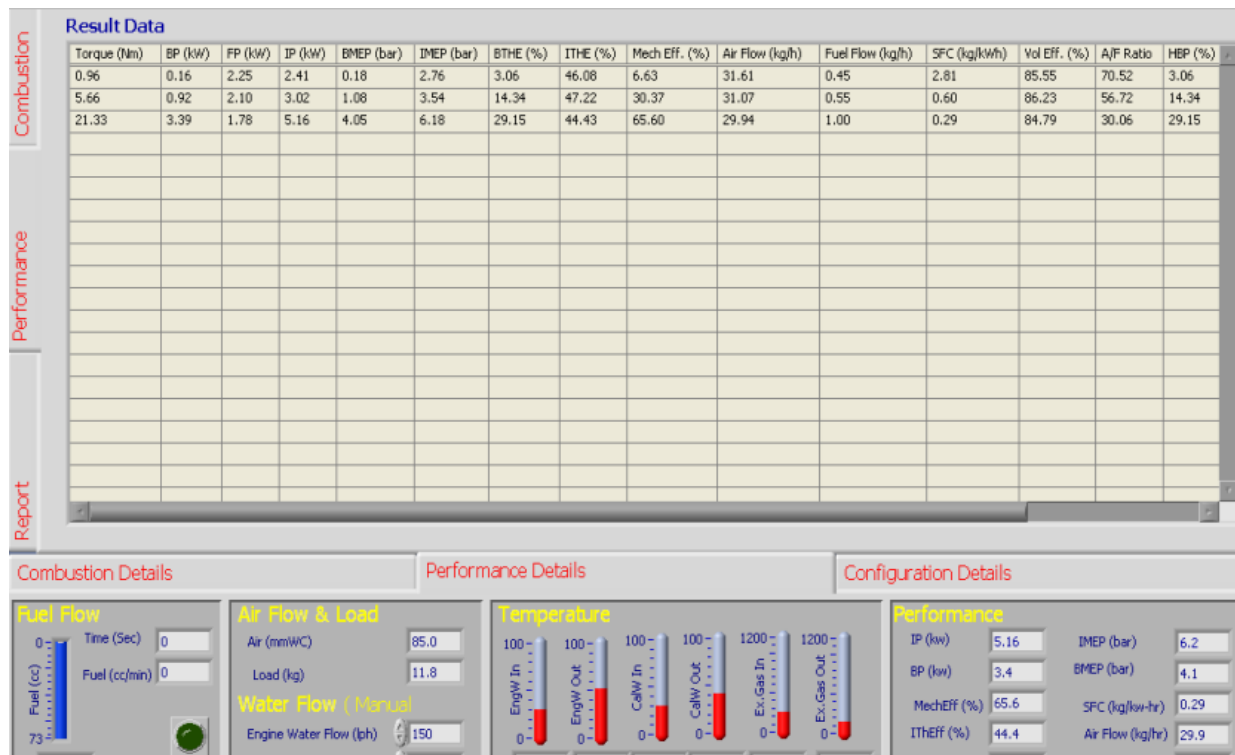 Combustion
Performance
Report
Result Data
Torque (Nm) BP (kW) FP (kW) IP (kW) BMEP (bar) IMEP (bar) BTHE (%) ITHE (%) Mech Eff. (%) Air Flow (kg/h) Fuel Flow (kg/h) SFC (kg/kWh) Vol Eff. (%) A/F Ratio HBP (%)
0.96 0.16 2.25 2.41 0.18 2.76 3.06 46.08 6.63 31.61 0.45 2.81 85.55 70.52 3.06
5.66 0.92 2.10 3.02 1.08 3.54 14.34 47.22 30.37 31.07 0.55 0.60 86.23 56.72 14.34
21.33 3.39 1.78 5.16 4.05 6.18 29.15 44.43 65.60 29.94 1.00 0.29 84.79 30.06 29.15
Combustion Details Performance Details Configuration Details
Fuel Flow
Time (Sec) 0
Fuel (cc/min) 0
0
Fuel (cc)
73
Air Flow & Load
Air (mmWC) 85.0
Load (kg) 11.8
Water Flow ( Manual
Engine Water Flow (lph) 150
Temperature
100 100 100 100 1200 1200
EngW In EngW Out CalW In CalW Out Ex.Gas In Ex.Gas Out
0 0 0 0 0 0
Performance
IP (kw) 5.16 IMEP (bar) 6.2
BP (kw) 3.4 BMEP (bar) 4.1
MechEff (%) 65.6 SFC (kg/kw-hr) 0.29
IThEff (%) 44.4 Air Flow (kg/hr) 29.9